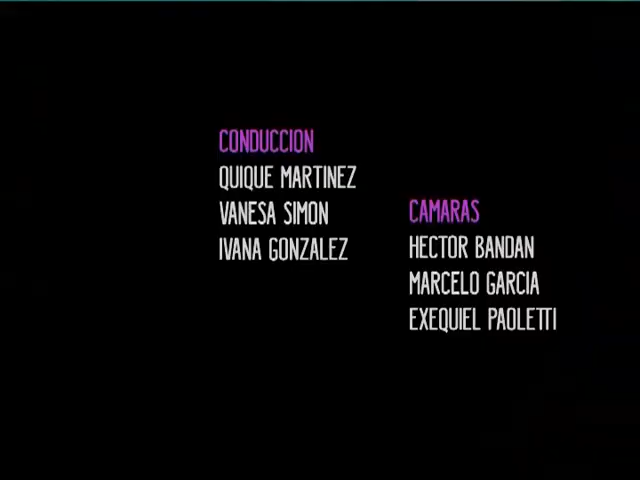 CONDUCCION
QUIQUE MARTINEZ
VANESA SIMON
IVANA GONZALEZ
CAMARAS
HECTOR BANDAN
MARCELO GARCIA
EXEQUIEL PAOLETTI